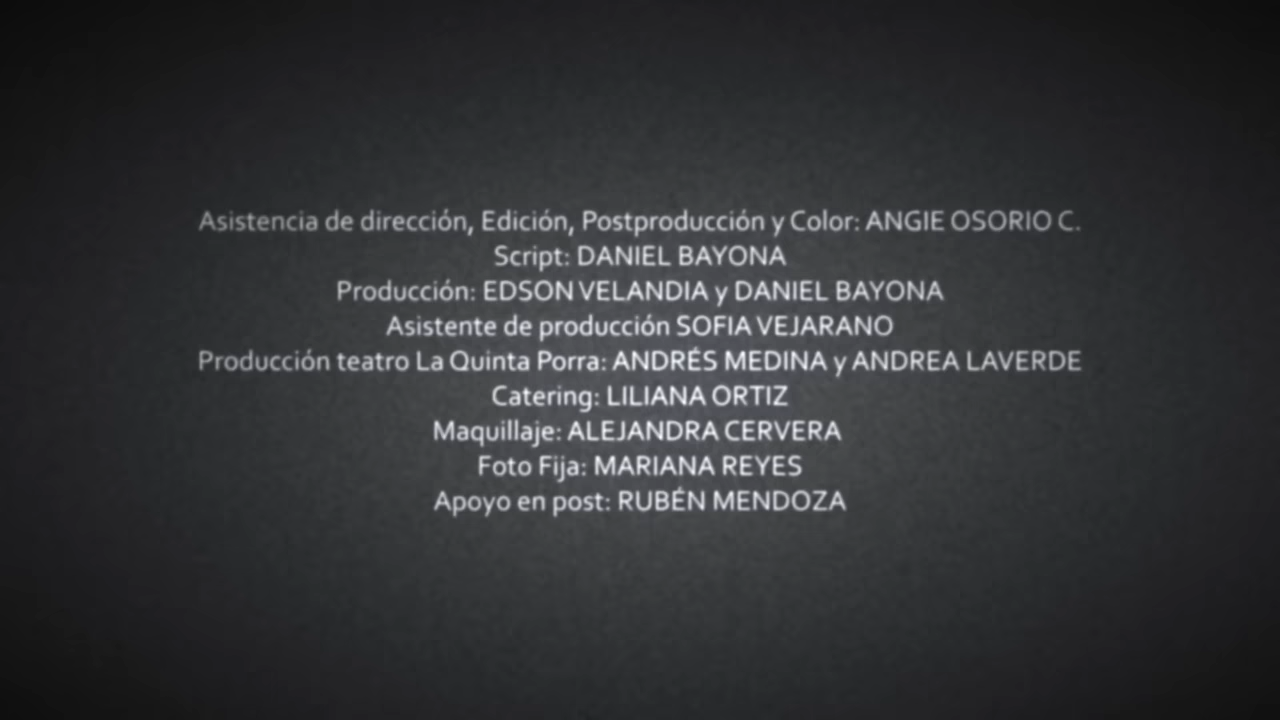 Asistencia de dirección, Edición, Postproducción y Color: ANGIE OSORIO C.
Script: DANIEL BAYONA
Producción: EDSON VELANDIA y DANIEL BAYONA
Asistente de producción SOFIA VEJARANO
Producción teatro La Quinta Porra: ANDRÉS MEDINA y ANDREA LAVERDE
Catering: LILIANA ORTIZ
Maquillaje: ALEJANDRA CERVERA
Foto Fija: MARIANA REYES
Apoyo en post: RUBÉN MENDOZA